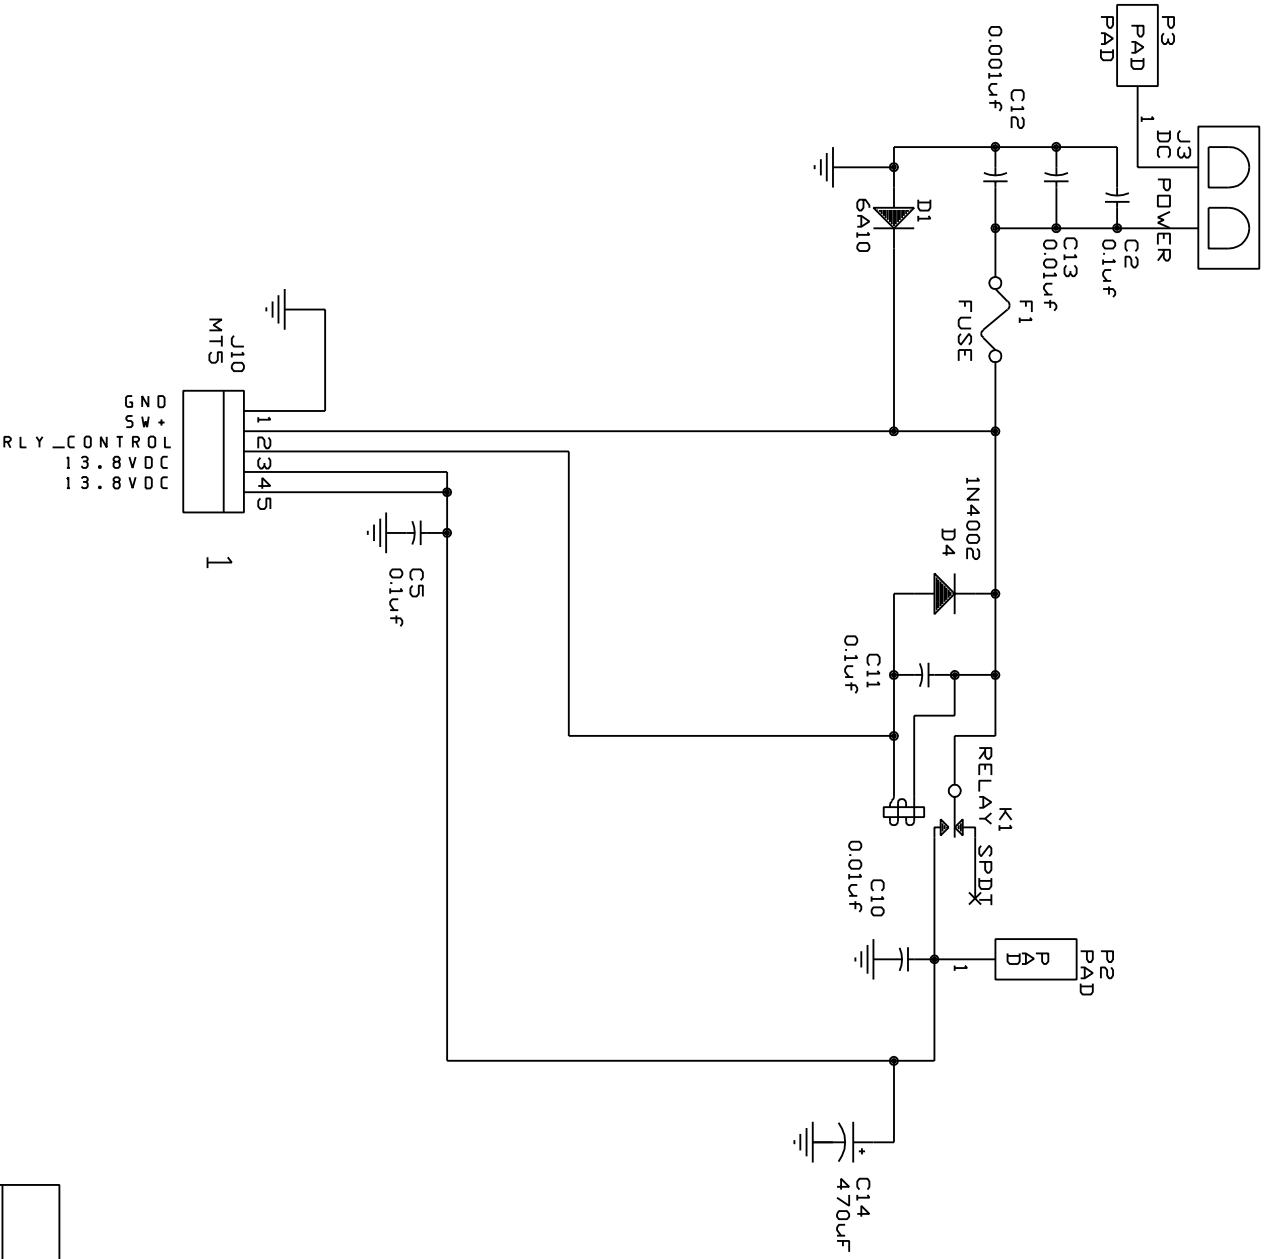 P3
PAD
PAD
1
J3
DC POWER
C12
0.001uf
C13
0.01uf
C2
0.1uf
D1
6A10
F1
FUSE
J10
MT5
GND
SW+
RLY_CONTROL
13.8VDC
13.8VDC
1
2
3
4
5
1
C5
0.1uf
1N4002
D4
C11
0.1uf
K1
RELAY SPDT
C10
0.01uf
1
PAD
P2
PAD
+
C14
470uF